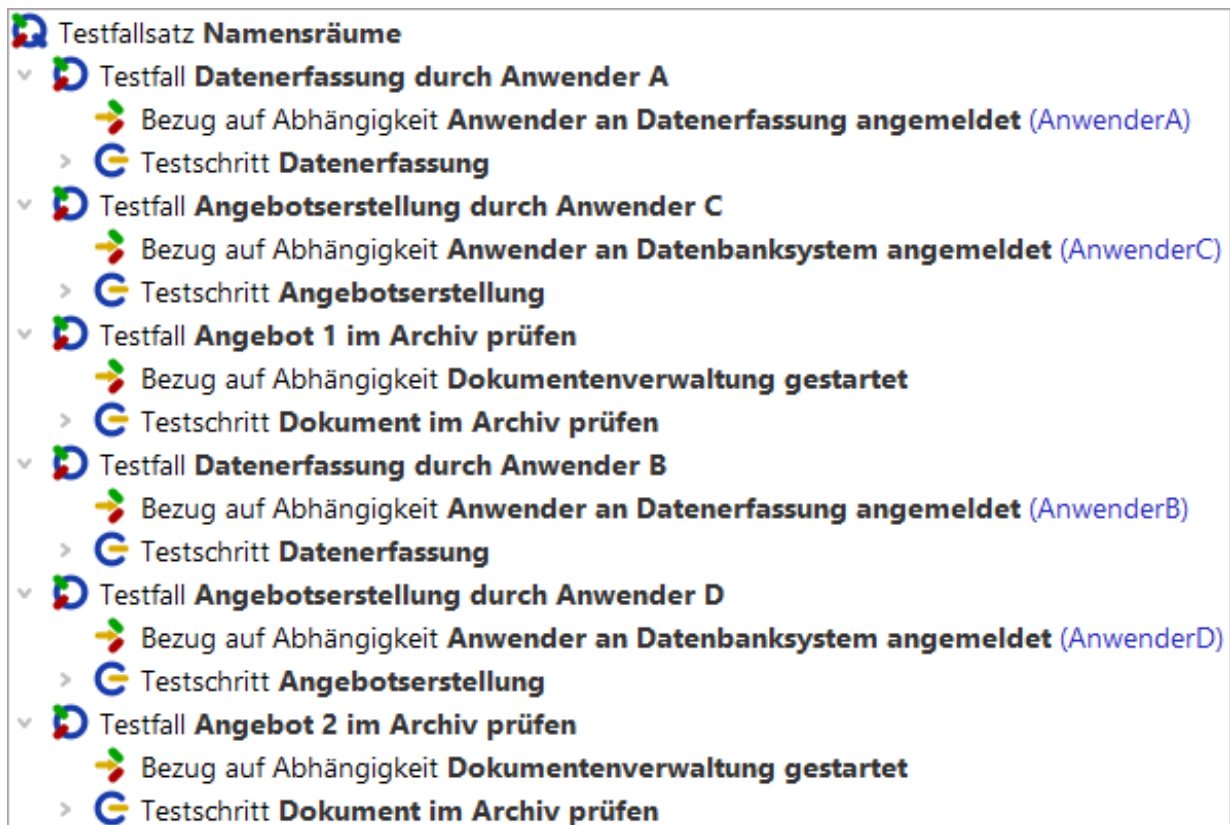 Testfallsatz Namensräume
Testfall Datenerfassung durch Anwender A
Bezug auf Abhängigkeit Anwender an Datenerfassung angemeldet (AnwenderA)
Testschritt Datenerfassung
Testfall Angebotserstellung durch Anwender C
Bezug auf Abhängigkeit Anwender an Datenbanksystem angemeldet (AnwenderC)
Testschritt Angebotserstellung
Testfall Angebot 1 im Archiv prüfen
Bezug auf Abhängigkeit Dokumentenverwaltung gestartet
Testschritt Dokument im Archiv prüfen
Testfall Datenerfassung durch Anwender B
Bezug auf Abhängigkeit Anwender an Datenerfassung angemeldet (AnwenderB)
Testschritt Datenerfassung
Testfall Angebotserstellung durch Anwender D
Bezug auf Abhängigkeit Anwender an Datenbanksystem angemeldet (AnwenderD)
Testschritt Angebotserstellung
Testfall Angebot 2 im Archiv prüfen
Bezug auf Abhängigkeit Dokumentenverwaltung gestartet
Testschritt Dokument im Archiv prüfen